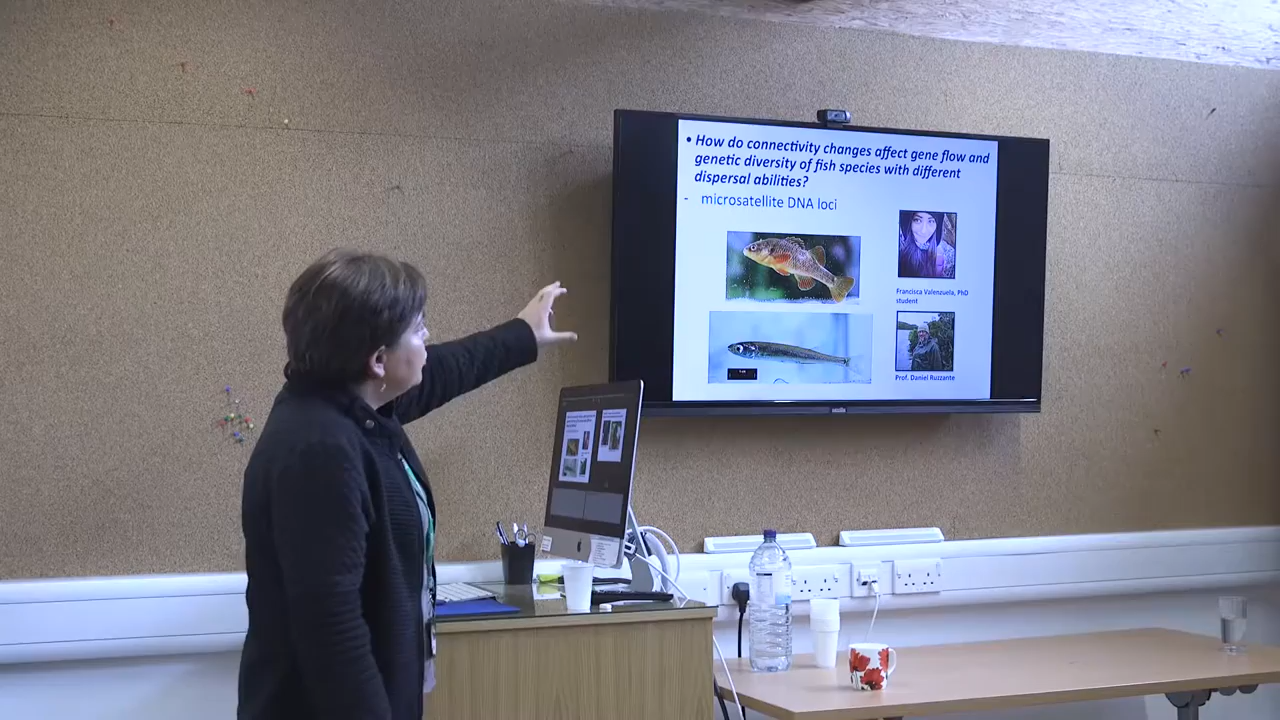 • How do connectivity changes affect gene flow and
genetic diversity of fish species with different
dispersal abilities?
- microsatellite DNA loci
Francisca Valenzuela, PhD
student
Prof. Daniel Ruzzante